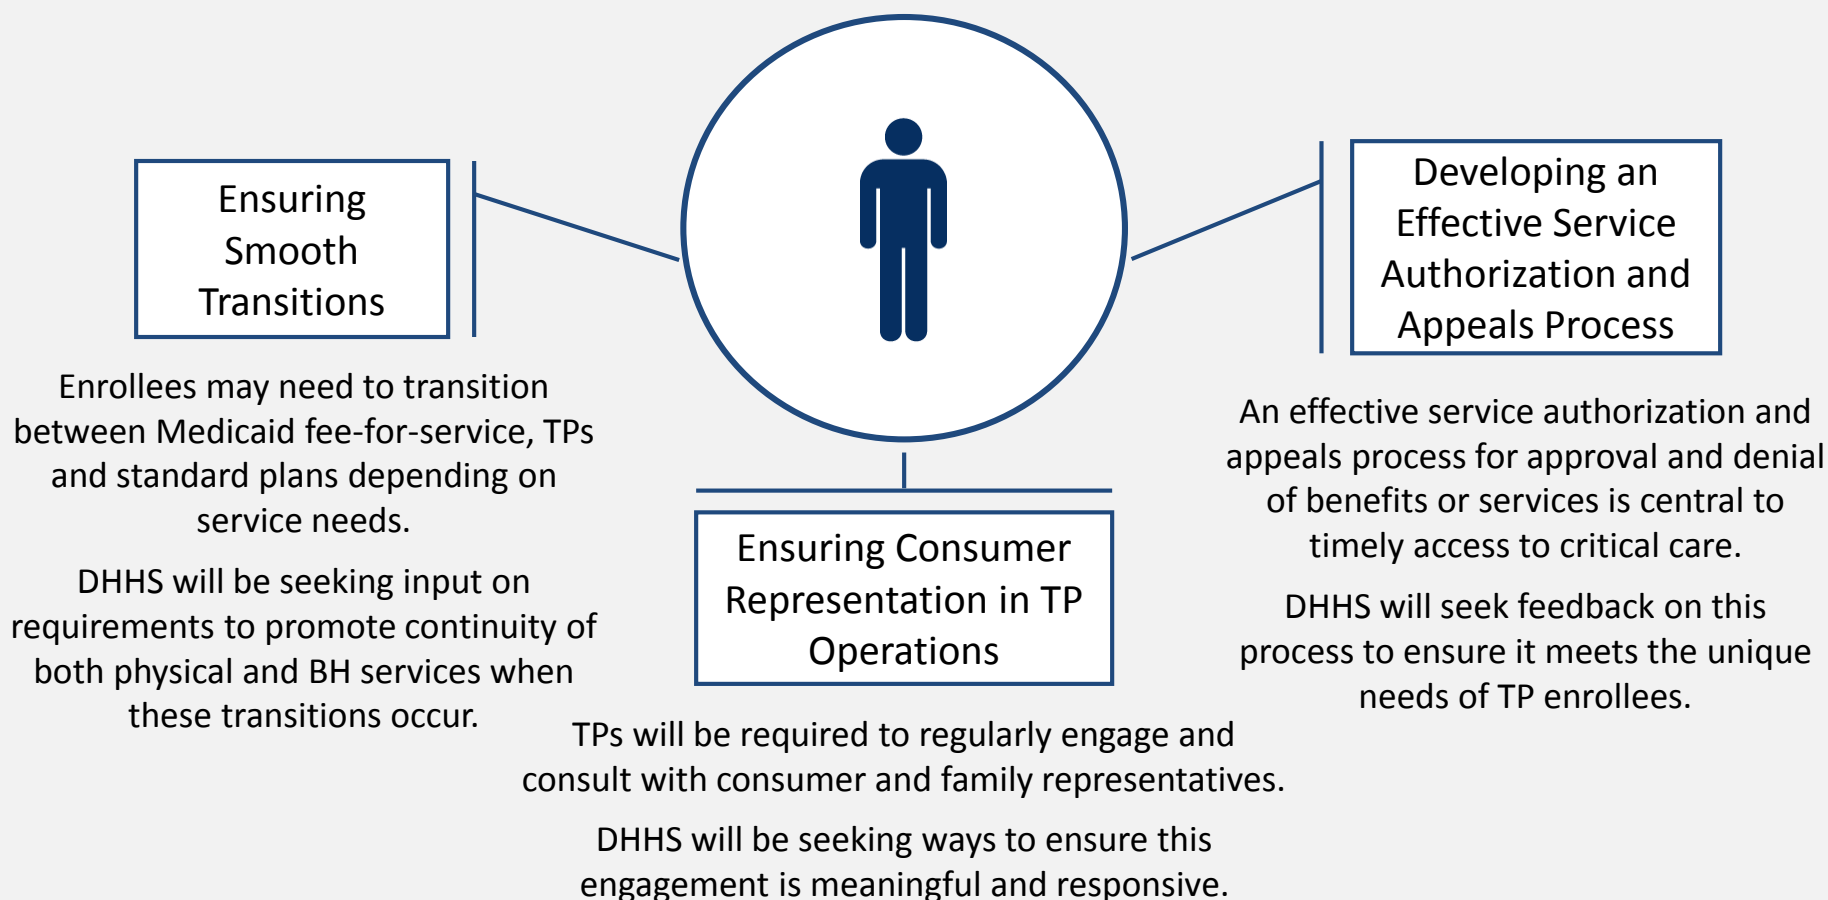 Ensuring
Smooth
Transitions
Enrollees may need to transition
between Medicaid fee-for-service, TPs
and standard plans depending on
service needs.
DHHS will be seeking input on
requirements to promote continuity of
both physical and BH services when
these transitions occur.
Ensuring Consumer
Representation in TP
Operations
TPs will be required to regularly engage and
consult with consumer and family representatives.
DHHS will be seeking ways to ensure this
engagement is meaningful and responsive.
Developing an
Effective Service
Authorization and
Appeals Process
An effective service authorization and
appeals process for approval and denial
of benefits or services is central to
timely access to critical care.
DHHS will seek feedback on this
process to ensure it meets the unique
needs of TP enrollees.